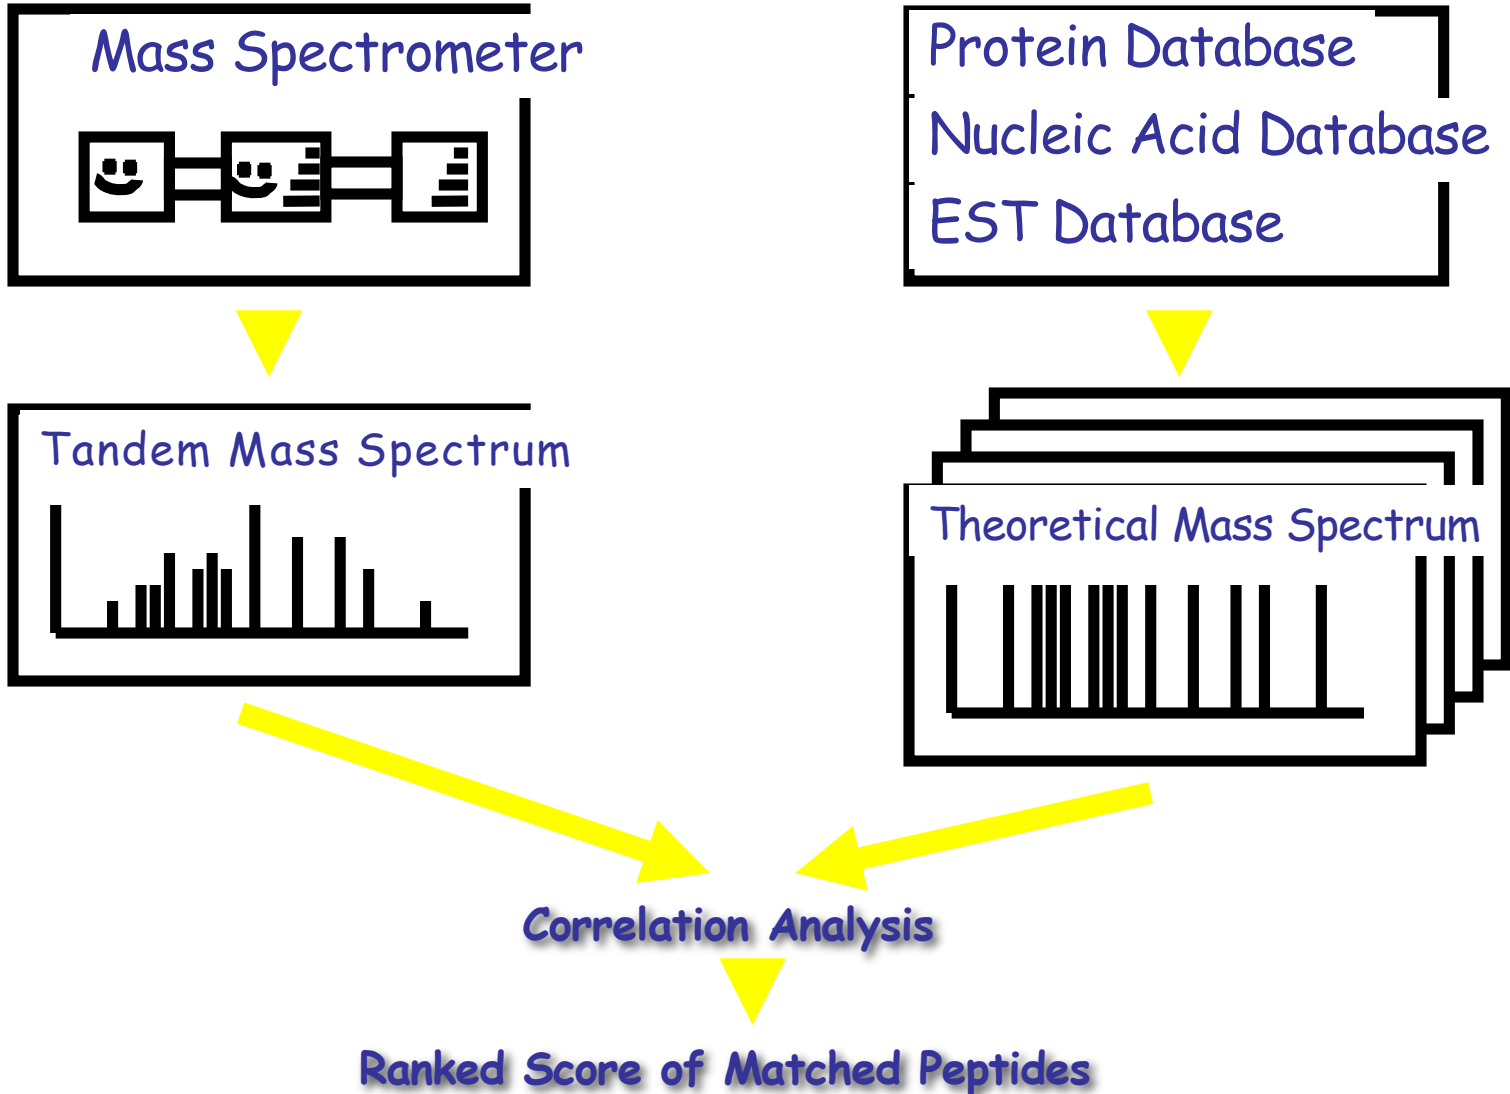 Mass Spectrometer
Protein Database
Nucleic Acid Database
EST Database
Tandem Mass Spectrum
Theoretical Mass Spectrum
Correlation Analysis
Ranked Score of Matched Peptides